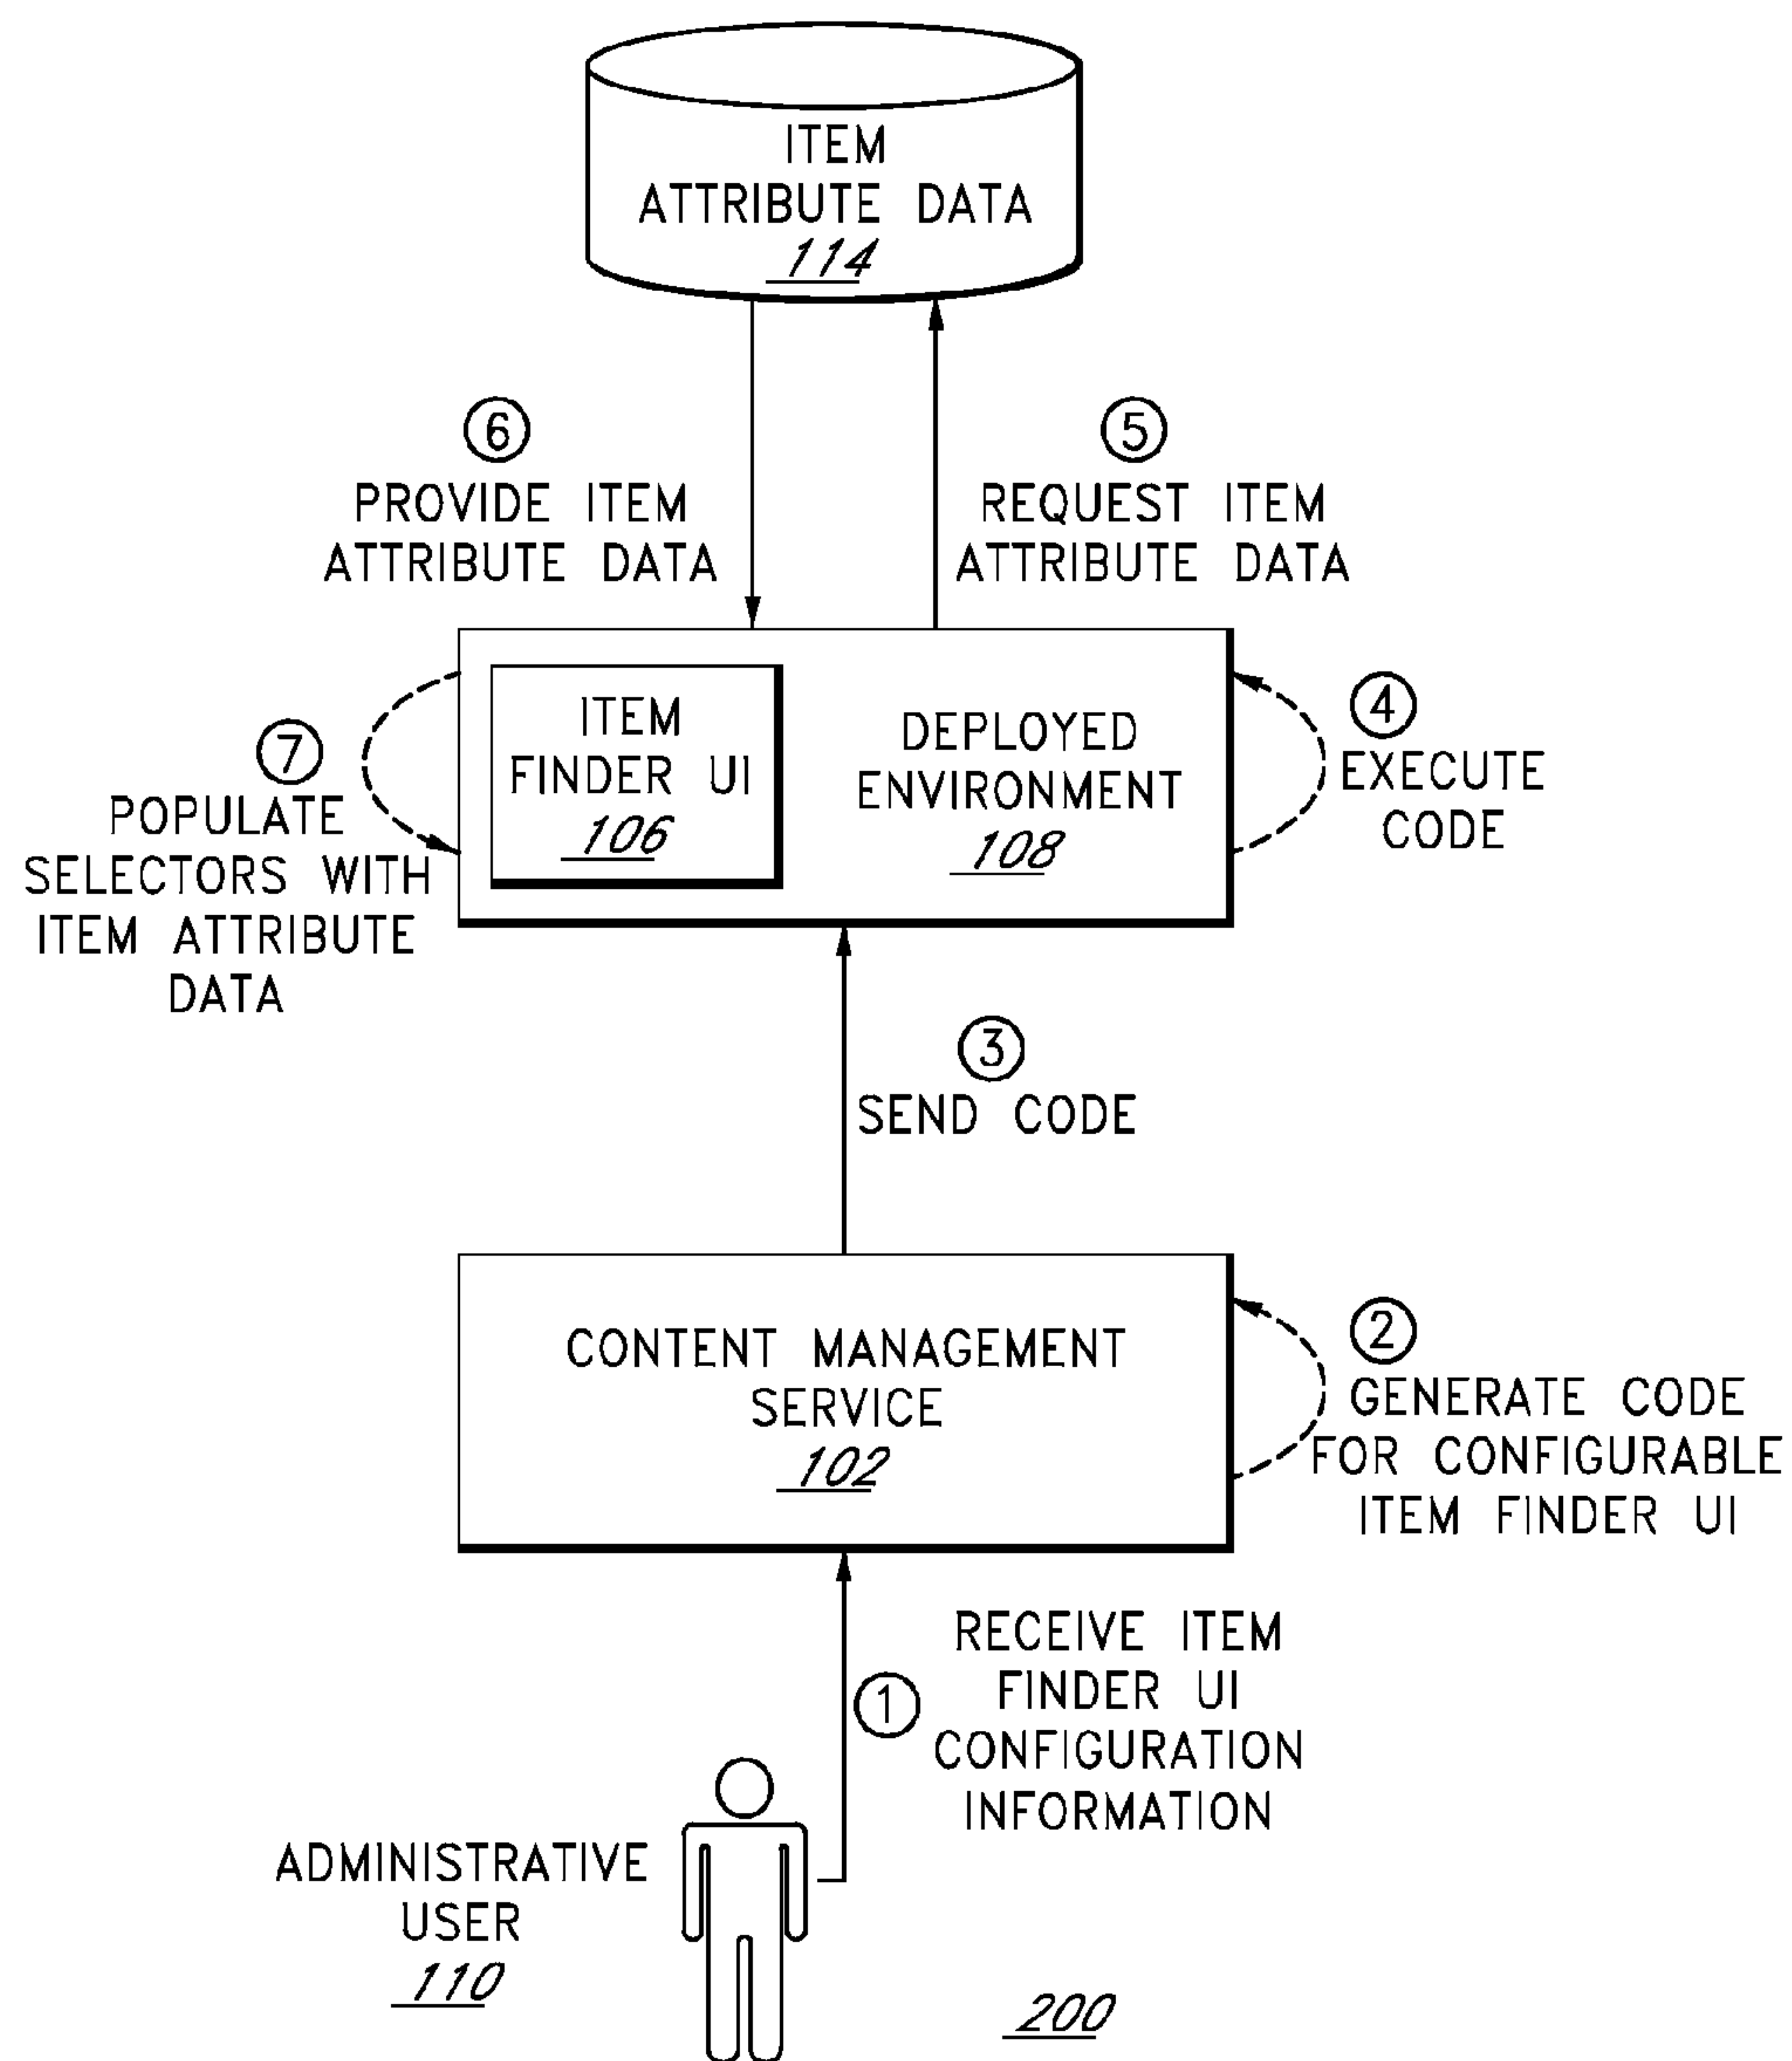 ITEM
ATTRIBUTE DATA
114
6
PROVIDE ITEM
ATTRIBUTE DATA
5
REQUEST ITEM
ATTRIBUTE DATA
ITEM
FINDER UI
106
DEPLOYED
ENVIRONMENT
108
4
EXECUTE
CODE
7
POPULATE
SELECTORS WITH
ITEM ATTRIBUTE
DATA
3
SEND CODE
CONTENT MANAGEMENT
SERVICE
102
2
GENERATE CODE
FOR CONFIGURABLE
ITEM FINDER UI
1
RECEIVE ITEM
FINDER UI
CONFIGURATION
INFORMATION
ADMINISTRATIVE
USER
110
200